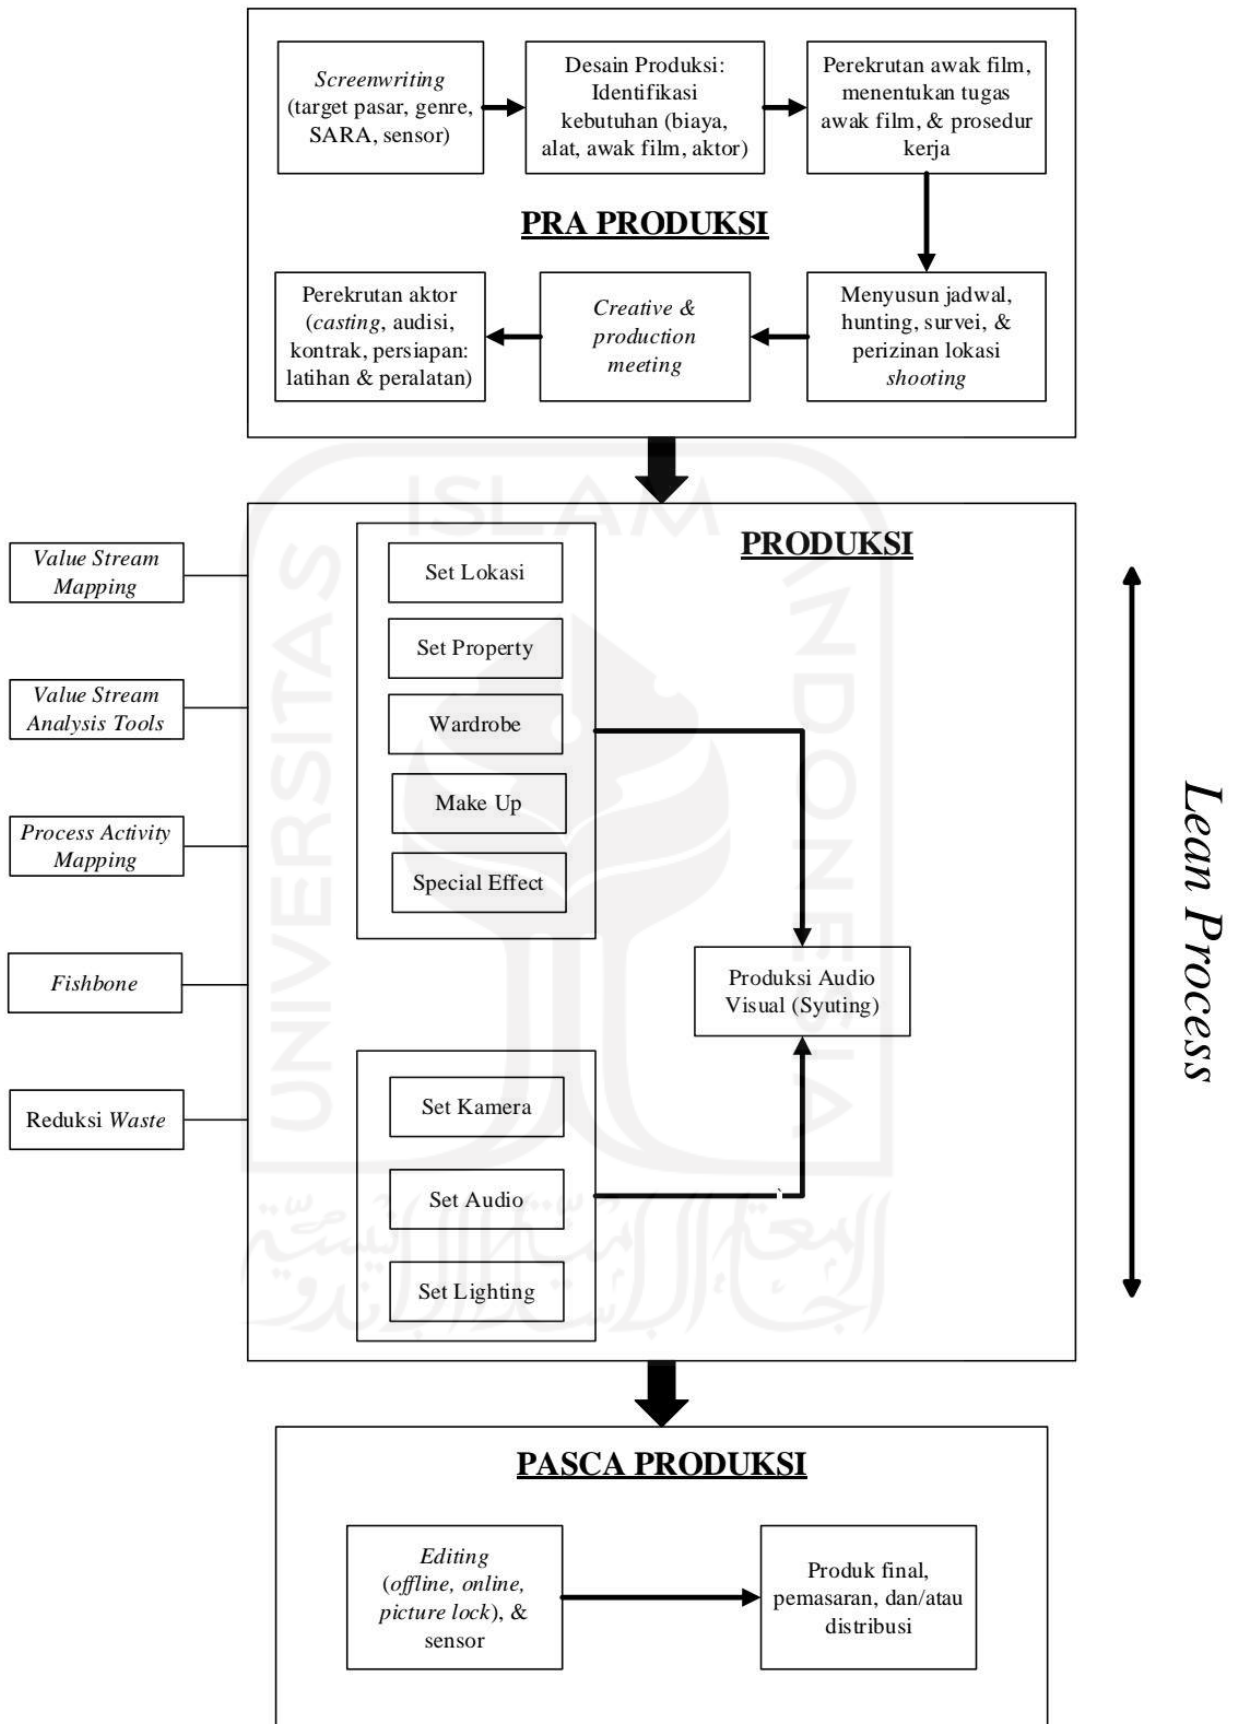 Screenwriting
(target pasar, genre,
SARA, sensor)
Desain Produksi:
Identifikasi
kebutuhan (biaya,
alat, awak film, aktor)
Perekrutan awak film,
menentukan tugas
awak film, & prosedur
kerja
PRA PRODUKSI
Perekrutan aktor
(casting, audisi,
kontrak, persiapan:
latihan & peralatan)
Creative &
production
meeting
Menyusun jadwal,
hunting, survei, &
perizinan lokasi
shooting
PRODUKSI
Value Stream
Mapping
Value Stream
Analysis Tools
Process Activity
Mapping
Fishbone
Reduksi Waste
Set Lokasi
Set Property
Wardrobe
Make Up
Special Effect
Produksi Audio
Visual (Syuting)
Set Kamera
Set Audio
Set Lighting
Lean Process
UNIVERSITAS
ISLAM
INDONESIA
PASCA PRODUKSI
Editing
(offline, online,
picture lock), &
sensor
Produk final,
pemasaran, dan/atau
distribusi